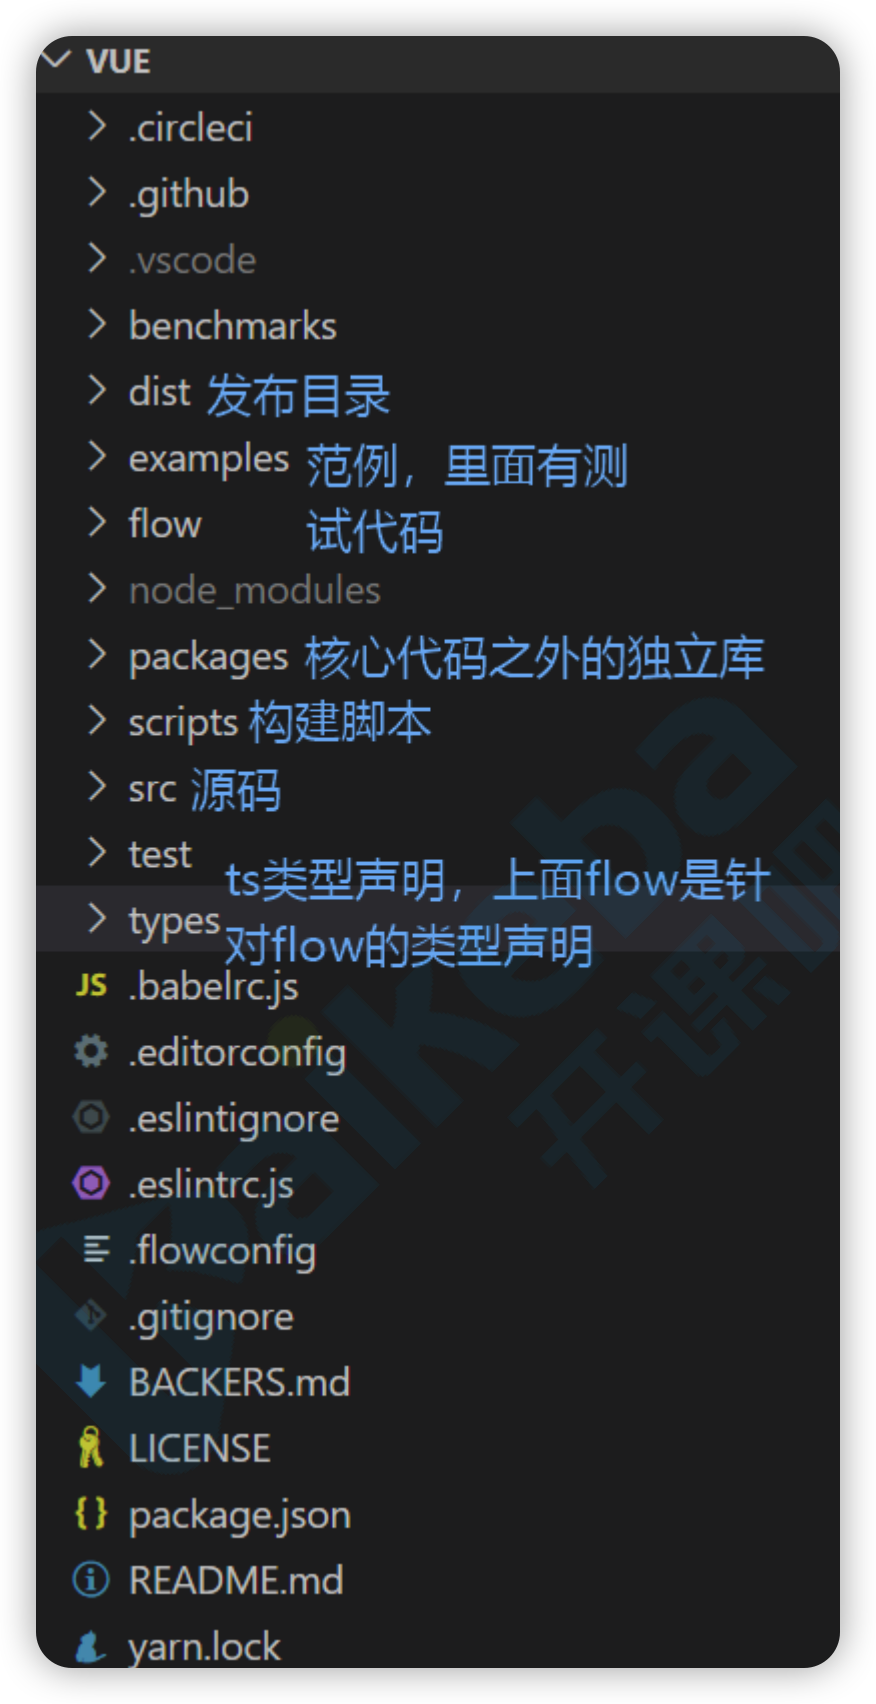 VUE
.circleci
.github
.vscode
benchmarks
dist 发布目录
examples 范例，里面有测
flow 试代码
node_modules
packages 核心代码之外的独立库
scripts 构建脚本
src 源码
test
ts类型声明，上面flow是针
types
对flow的类型声明
JS .babelrc.js
.editorconfig
.eslintignore
.eslintrc.js
.flowconfig
.gitignore
BACKERS.md
LICENSE
{} package.json
README.md
yarn.lock
Kaikeba
开课吧